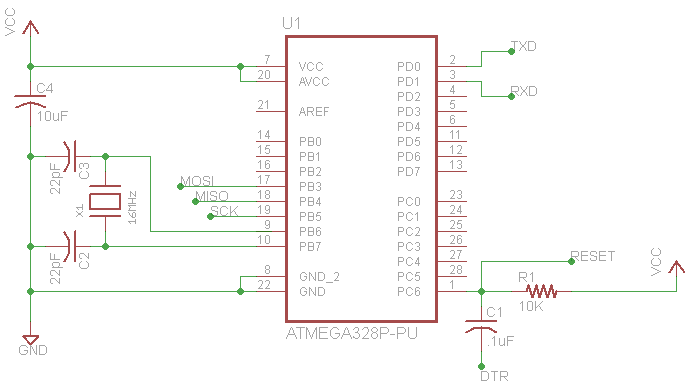 VCC
U1
C4
10uF
22pF
C3
X1
16MHz
22pF
C2
GND
MOSI
MISO
SCK
7 VCC
20 AVCC
21 AREF
14 PB0
15 PB1
16 PB2
17 PB3
18 PB4
19 PB5
9 PB6
10 PB7
8 GND_2
22 GND
PD0 2
PD1 3
PD2 4
PD3 5
PD4 6
PD5 11
PD6 12
PD7 13
PC0 23
PC1 24
PC2 25
PC3 26
PC4 27
PC5 28
PC6 1
ATMEGA328P-PU
TXD
RXD
RESET
VCC
R1
10K
C1
.1uF
DTR